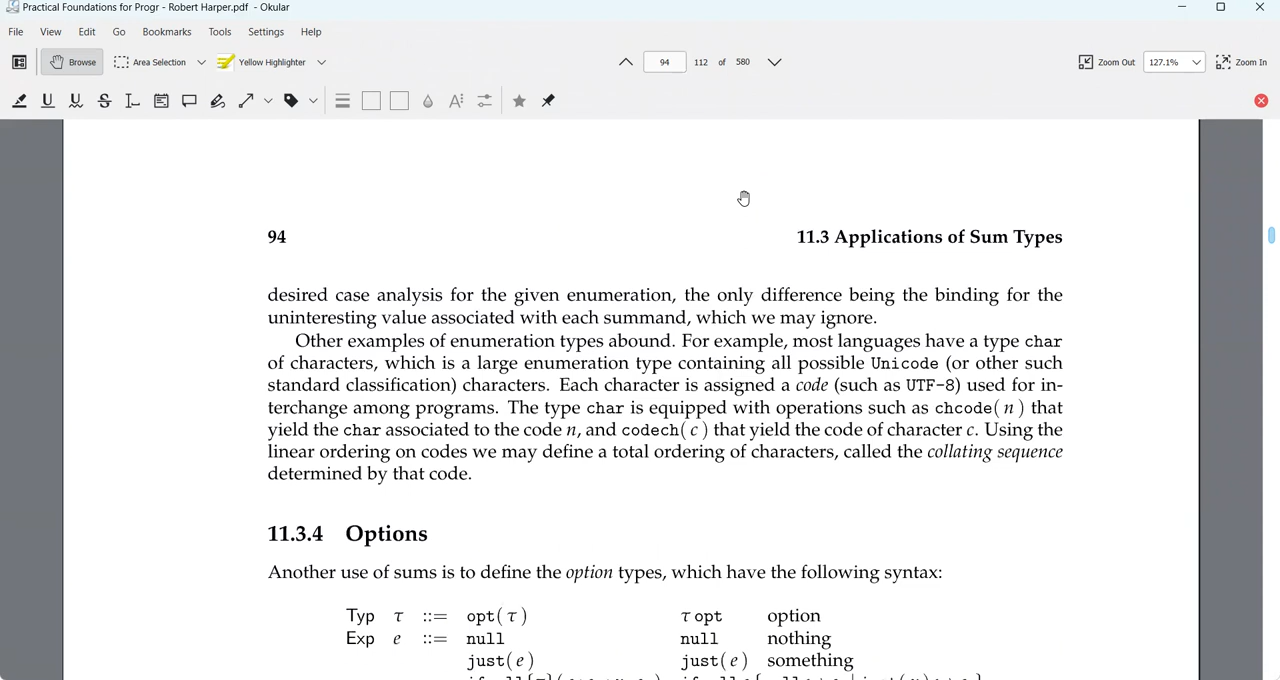 Practical Foundations for Progr - Robert Harper.pdf - Okular
File View Edit Go Bookmarks Tools Settings Help
Browse Area Selection Yellow Highlighter 94 112 of 580 Zoom Out 127.1% Zoom In
94 11.3 Applications of Sum Types
desired case analysis for the given enumeration, the only difference being the binding for the
uninteresting value associated with each summand, which we may ignore.
Other examples of enumeration types abound. For example, most languages have a type char
of characters, which is a large enumeration type containing all possible Unicode (or other such
standard classification) characters. Each character is assigned a code (such as UTF-8) used for in-
terchange among programs. The type char is equipped with operations such as chcode(n) that
yield the char associated to the code n, and codech(c) that yield the code of character c. Using the
linear ordering on codes we may define a total ordering of characters, called the collating sequence
determined by that code.
11.3.4 Options
Another use of sums is to define the option types, which have the following syntax:
Typ τ ::= opt(τ) τ opt option
Exp e ::= null null nothing
just(e) just(e) something